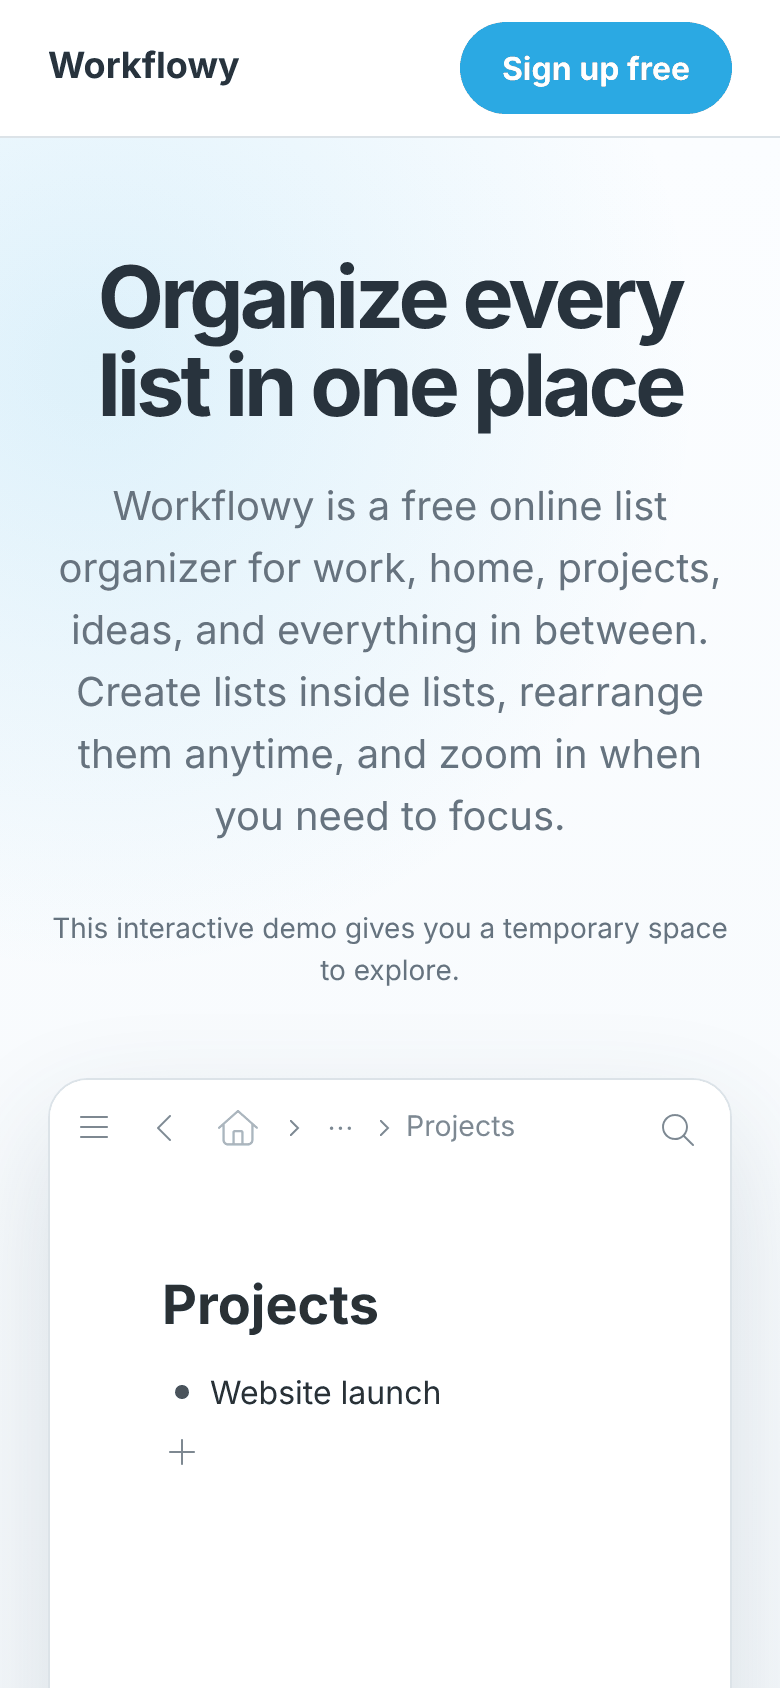 Workflowy
Sign up free
Organize every
list in one place
Workflowy is a free online list
organizer for work, home, projects,
ideas, and everything in between.
Create lists inside lists, rearrange
them anytime, and zoom in when
you need to focus.
This interactive demo gives you a temporary space
to explore.
... Projects
Projects
Website launch